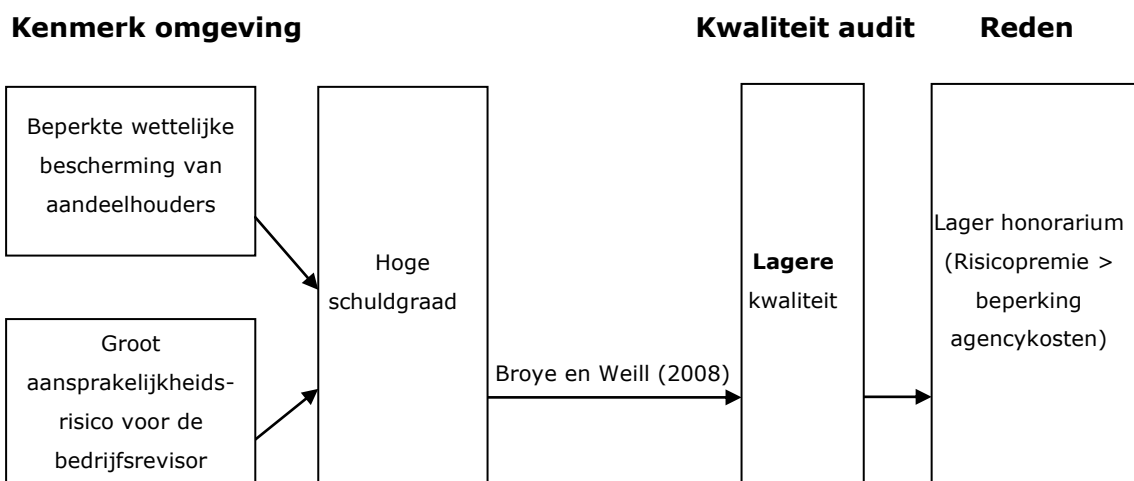 Kenmerk omgeving
Kwaliteit audit
Reden
Beperkte wettelijke
bescherming van
aandeelhouders
Groot
aansprakelijkheids-
risico voor de
bedrijfsrevisor
Hoge
schuldgraad
Broye en Weill (2008)
Lagere
kwaliteit
Lager honorarium
(Risicopremie >
beperking
agencykosten)